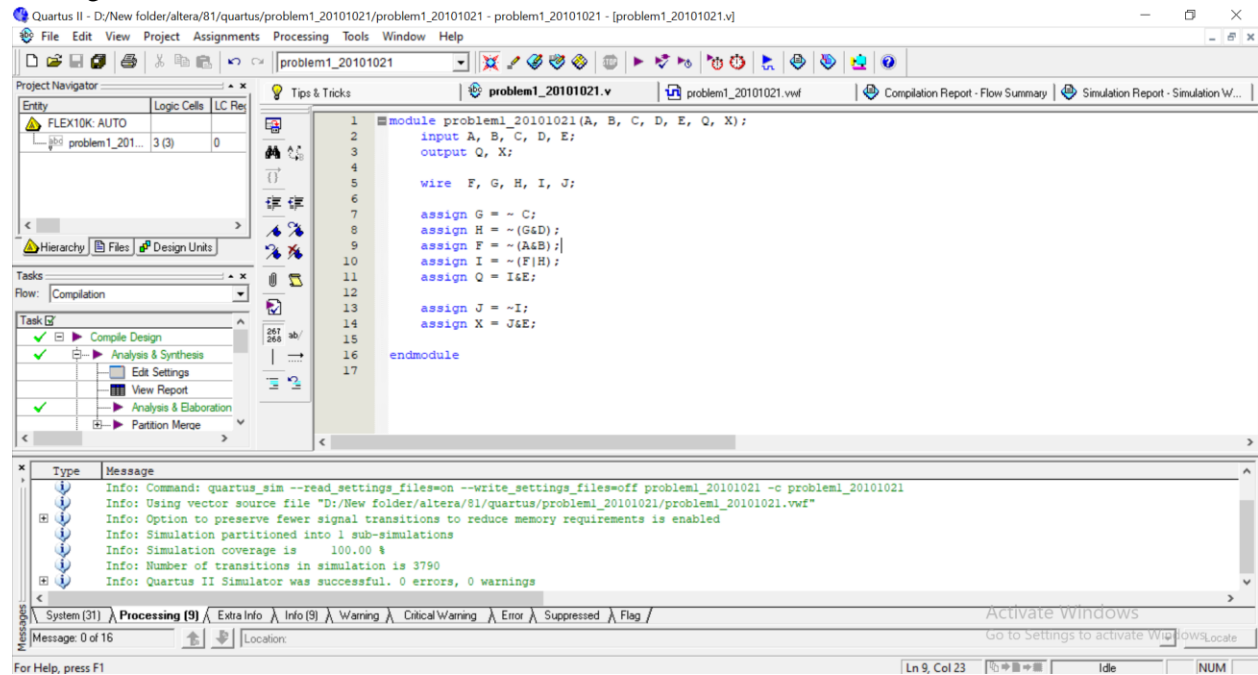 Quartus II - D:/New folder/altera/81/quartus/problem1_20101021/problem1_20101021 - problem1_20101021 - [problem1_20101021.v]
File Edit View Project Assignments Processing Tools Window Help
problem1_20101021
Project Navigator
Entity Logic Cells LC Reg
FLEX10K: AUTO
problem1_201... 3 (3) 0
Hierarchy Files Design Units
Tasks
Flow: Compilation
Task
Compile Design
Analysis & Synthesis
Edit Settings
View Report
Analysis & Elaboration
Partition Merge
Tips & Tricks problem1_20101021.v problem1_20101021.vwf Compilation Report - Flow Summary Simulation Report - Simulation W...
267
268 ab/
1 module problem1_20101021(A, B, C, D, E, Q, X);
2 input A, B, C, D, E;
3 output Q, X;
4
5 wire F, G, H, I, J;
6
7 assign G = ~ C;
8 assign H = ~(G&D);
9 assign F = ~(A&B);
10 assign I = ~(F|H);
11 assign Q = I&E;
12
13 assign J = ~I;
14 assign X = J&E;
15
16 endmodule
17
Type Message
Info: Command: quartus_sim --read_settings_files=on --write_settings_files=off problem1_20101021 -c problem1_20101021
Info: Using vector source file "D:/New folder/altera/81/quartus/problem1_20101021/problem1_20101021.vwf"
Info: Option to preserve fewer signal transitions to reduce memory requirements is enabled
Info: Simulation partitioned into 1 sub-simulations
Info: Simulation coverage is 100.00 %
Info: Number of transitions in simulation is 3790
Info: Quartus II Simulator was successful. 0 errors, 0 warnings
System (31) Processing (9) Extra Info Info (9) Warning Critical Warning Error Suppressed Flag
Messages
Message: 0 of 16 Location: Locate
Activate Windows
Go to Settings to activate Windows.
For Help, press F1 Ln 9, Col 23 Idle NUM